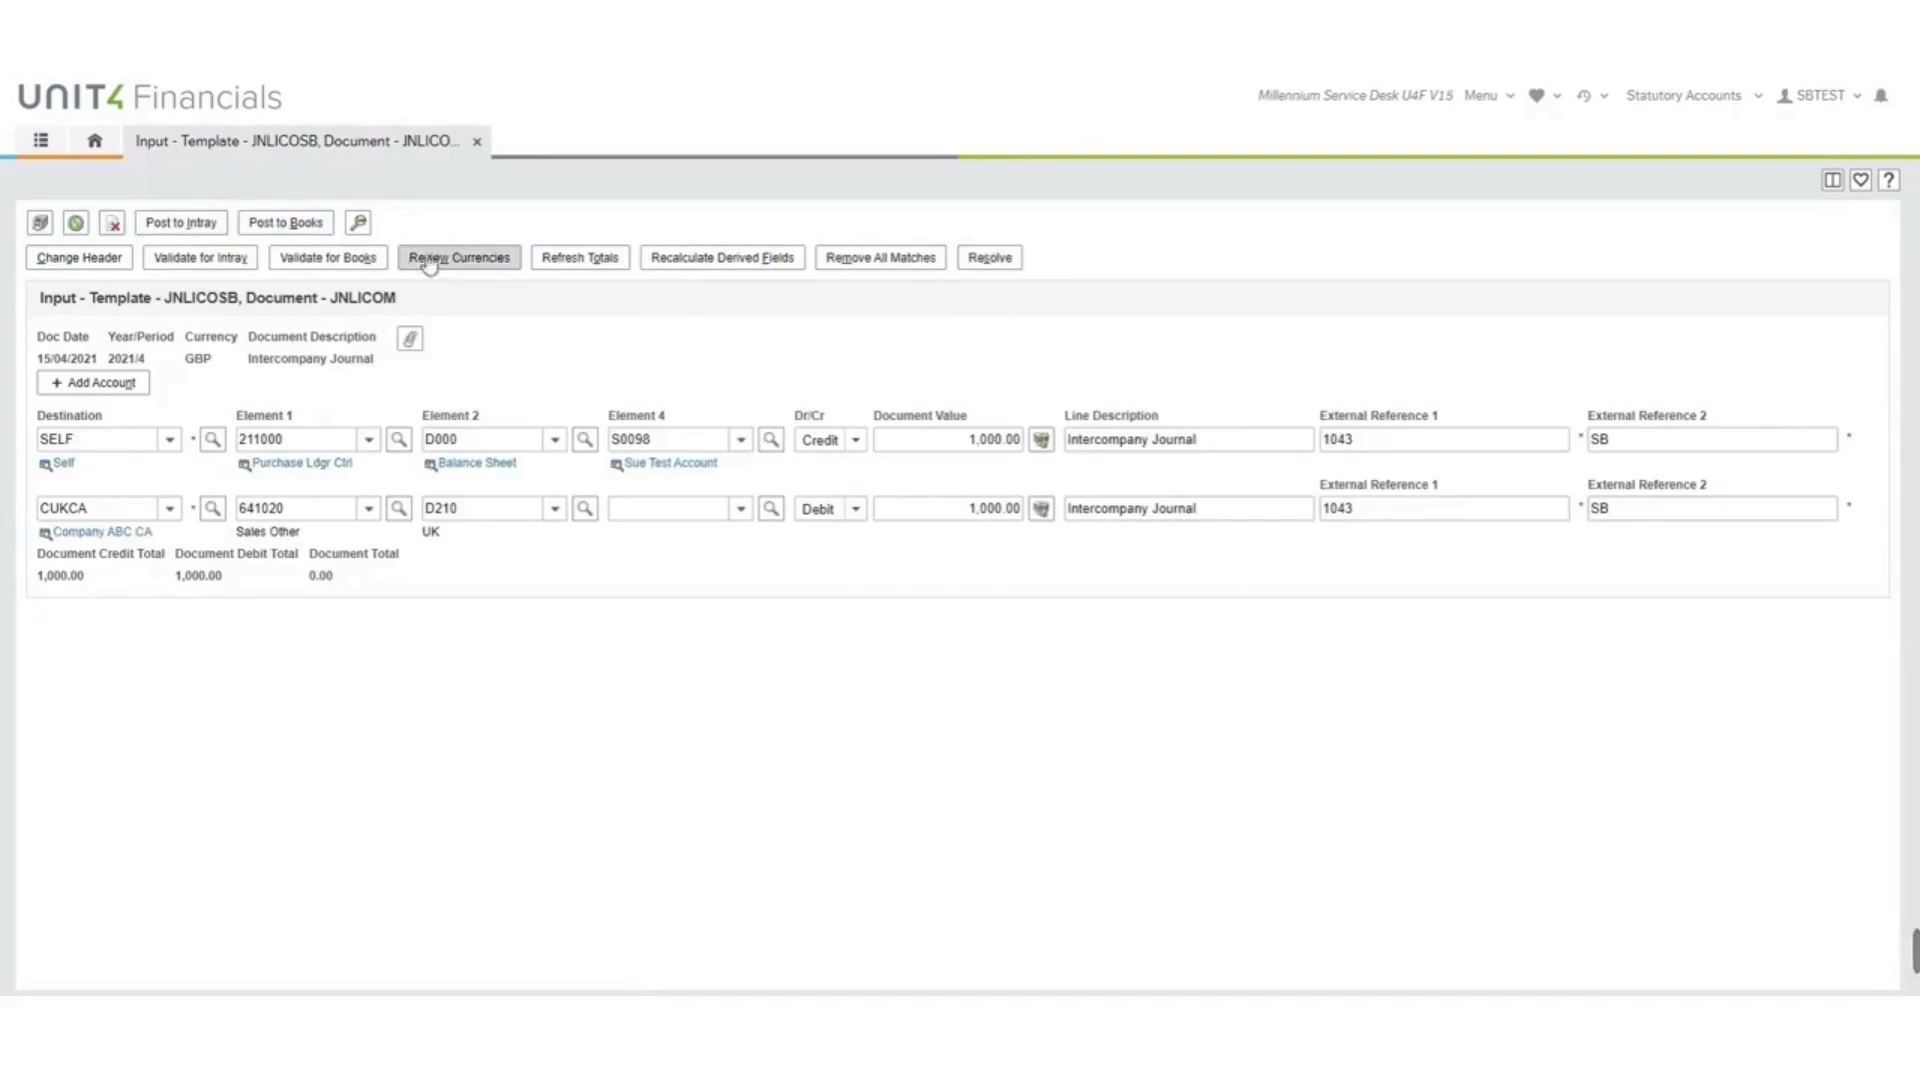 UNIT4 Financials
Millennium Service Desk U4F V15 Menu Statutory Accounts SBTEST
Input - Template - JNLICOSB, Document - JNLICO... ×
?
Post to Intray Post to Books
Change Header Validate for Intray Validate for Books Review Currencies Refresh Totals Recalculate Derived Fields Remove All Matches Resolve
Input - Template - JNLICOSB, Document - JNLICOM
Doc Date Year/Period Currency Document Description
15/04/2021 2021/4 GBP Intercompany Journal
+ Add Account
Destination Element 1 Element 2 Element 4 Dr/Cr Document Value Line Description External Reference 1 External Reference 2
SELF * 211000 D000 S0098 Credit 1,000.00 Intercompany Journal 1043 * SB *
Self Purchase Ldgr Ctrl Balance Sheet Sue Test Account
External Reference 1 External Reference 2
CUKCA * 641020 D210 Debit 1,000.00 Intercompany Journal 1043 * SB *
Company ABC CA Sales Other UK
Document Credit Total Document Debit Total Document Total
1,000.00 1,000.00 0.00